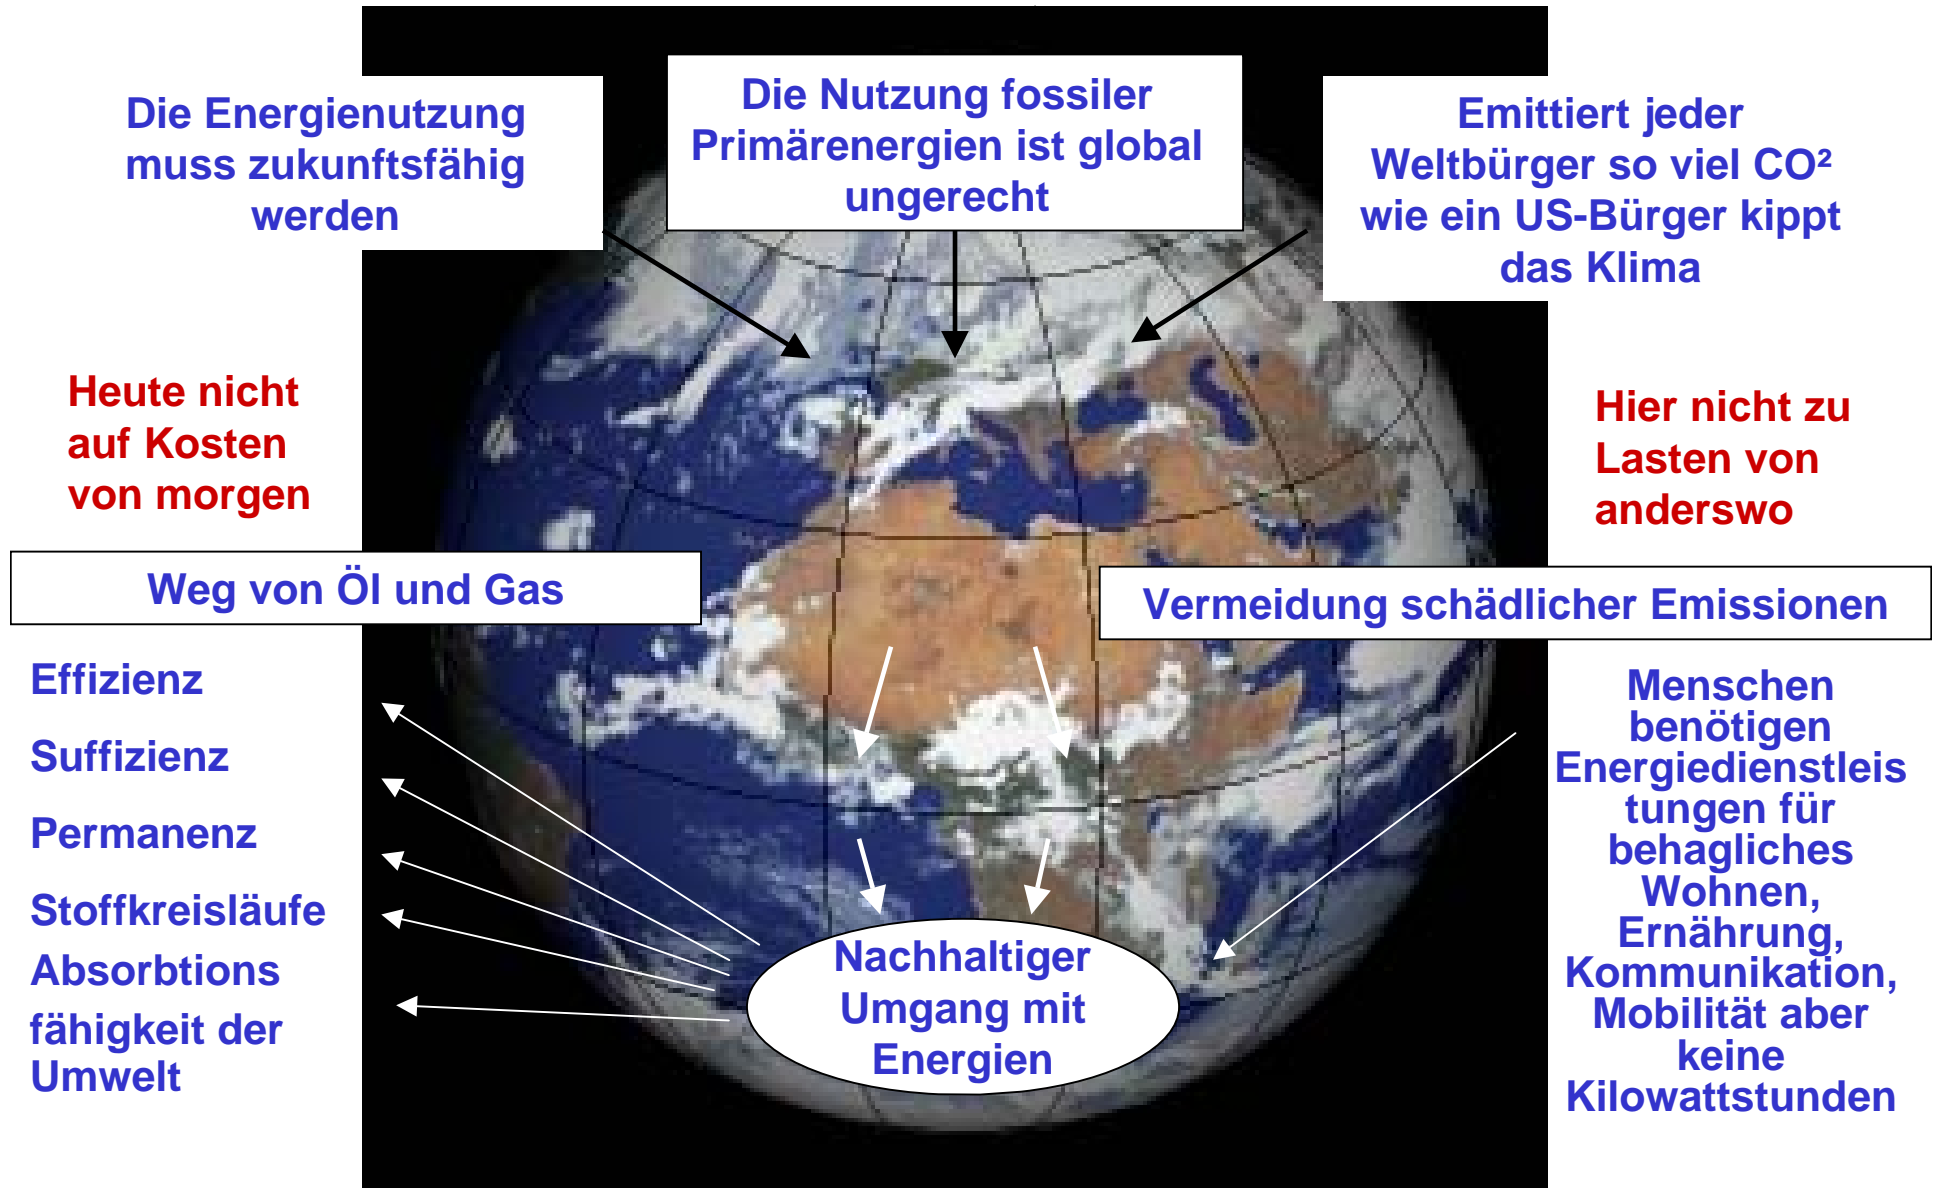 Die Energienutzung
muss zukunftsfähig
werden
Die Nutzung fossiler
Primärenergien ist global
ungerecht
Emittiert jeder
Weltbürger so viel CO²
wie ein US-Bürger kippt
das Klima
Heute nicht
auf Kosten
von morgen
Hier nicht zu
Lasten von
anderswo
Weg von Öl und Gas
Vermeidung schädlicher Emissionen
Effizienz
Suffizienz
Permanenz
Stoffkreisläufe
Absorbtions
fähigkeit der
Umwelt
Nachhaltiger
Umgang mit
Energien
Menschen
benötigen
Energiedienstleis
tungen für
behagliches
Wohnen,
Ernährung,
Kommunikation,
Mobilität aber
keine
Kilowattstunden